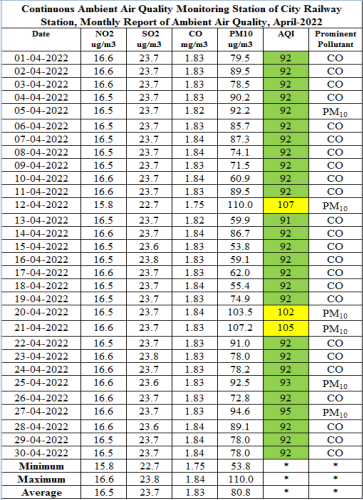 Continuous Ambient Air Quality Monitoring Station of City Railway
Station, Monthly Report of Ambient Air Quality, April-2022
Date NO2 ug/m3 SO2 ug/m3 CO mg/m3 PM10 ug/m3 AQI Prominent Pollutant
01-04-2022 16.6 23.7 1.83 79.5 92 CO
02-04-2022 16.6 23.7 1.83 89.5 92 CO
03-04-2022 16.6 23.7 1.83 78.5 92 CO
04-04-2022 16.5 23.7 1.83 90.2 92 CO
05-04-2022 16.5 23.7 1.82 92.2 92 PM10
06-04-2022 16.5 23.7 1.83 85.7 92 CO
07-04-2022 16.5 23.7 1.84 87.3 92 CO
08-04-2022 16.5 23.7 1.84 74.1 92 CO
09-04-2022 16.5 23.7 1.83 71.5 92 CO
10-04-2022 16.6 23.7 1.84 60.9 92 CO
11-04-2022 16.6 23.7 1.83 89.5 92 CO
12-04-2022 15.8 22.7 1.75 110.0 107 PM10
13-04-2022 16.5 23.7 1.82 59.9 91 CO
14-04-2022 16.6 23.7 1.84 86.7 92 CO
15-04-2022 16.5 23.6 1.83 53.8 92 CO
16-04-2022 16.5 23.8 1.83 59.1 92 CO
17-04-2022 16.6 23.7 1.83 62.0 92 CO
18-04-2022 16.5 23.7 1.84 55.4 92 CO
19-04-2022 16.6 23.7 1.83 74.9 92 CO
20-04-2022 16.5 23.7 1.84 103.5 102 PM10
21-04-2022 16.6 23.7 1.83 107.2 105 PM10
22-04-2022 16.5 23.7 1.83 91.0 92 CO
23-04-2022 16.6 23.8 1.83 78.0 92 CO
24-04-2022 16.6 23.7 1.83 78.2 92 CO
25-04-2022 16.6 23.6 1.83 92.5 93 PM10
26-04-2022 16.6 23.7 1.83 72.8 92 CO
27-04-2022 16.6 23.7 1.83 94.6 95 PM10
28-04-2022 16.6 23.6 1.84 89.1 92 CO
29-04-2022 16.5 23.7 1.84 78.0 92 CO
30-04-2022 16.5 23.7 1.84 78.0 92 CO
Minimum 15.8 22.7 1.75 53.8 * *
Maximum 16.6 23.8 1.84 110.0 * *
Average 16.5 23.7 1.83 80.8 * *